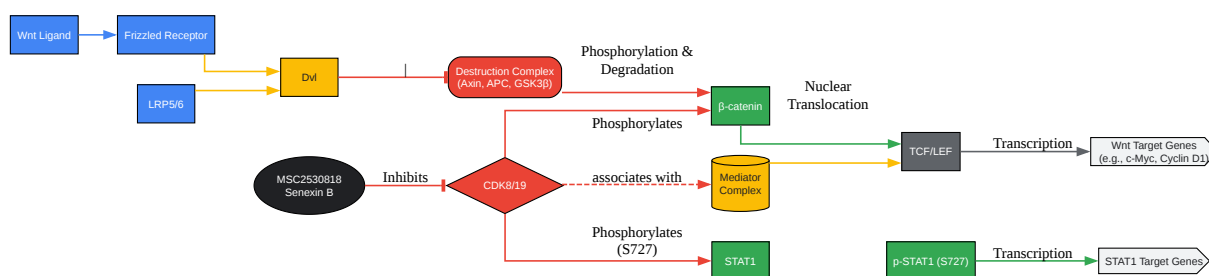 Wnt Ligand
Frizzled Receptor
LRP5/6
Dvl
Destruction Complex
(Axin, APC, GSK3β)
Phosphorylation &
Degradation
Phosphorylates
β-catenin
Nuclear
Translocation
TCF/LEF
Transcription
Wnt Target Genes
(e.g., c-Myc, Cyclin D1)
MSC2530818
Senexin B
Inhibits
CDK8/19
associates with
Mediator
Complex
Phosphorylates
(S727)
STAT1
p-STAT1 (S727)
Transcription
STAT1 Target Genes